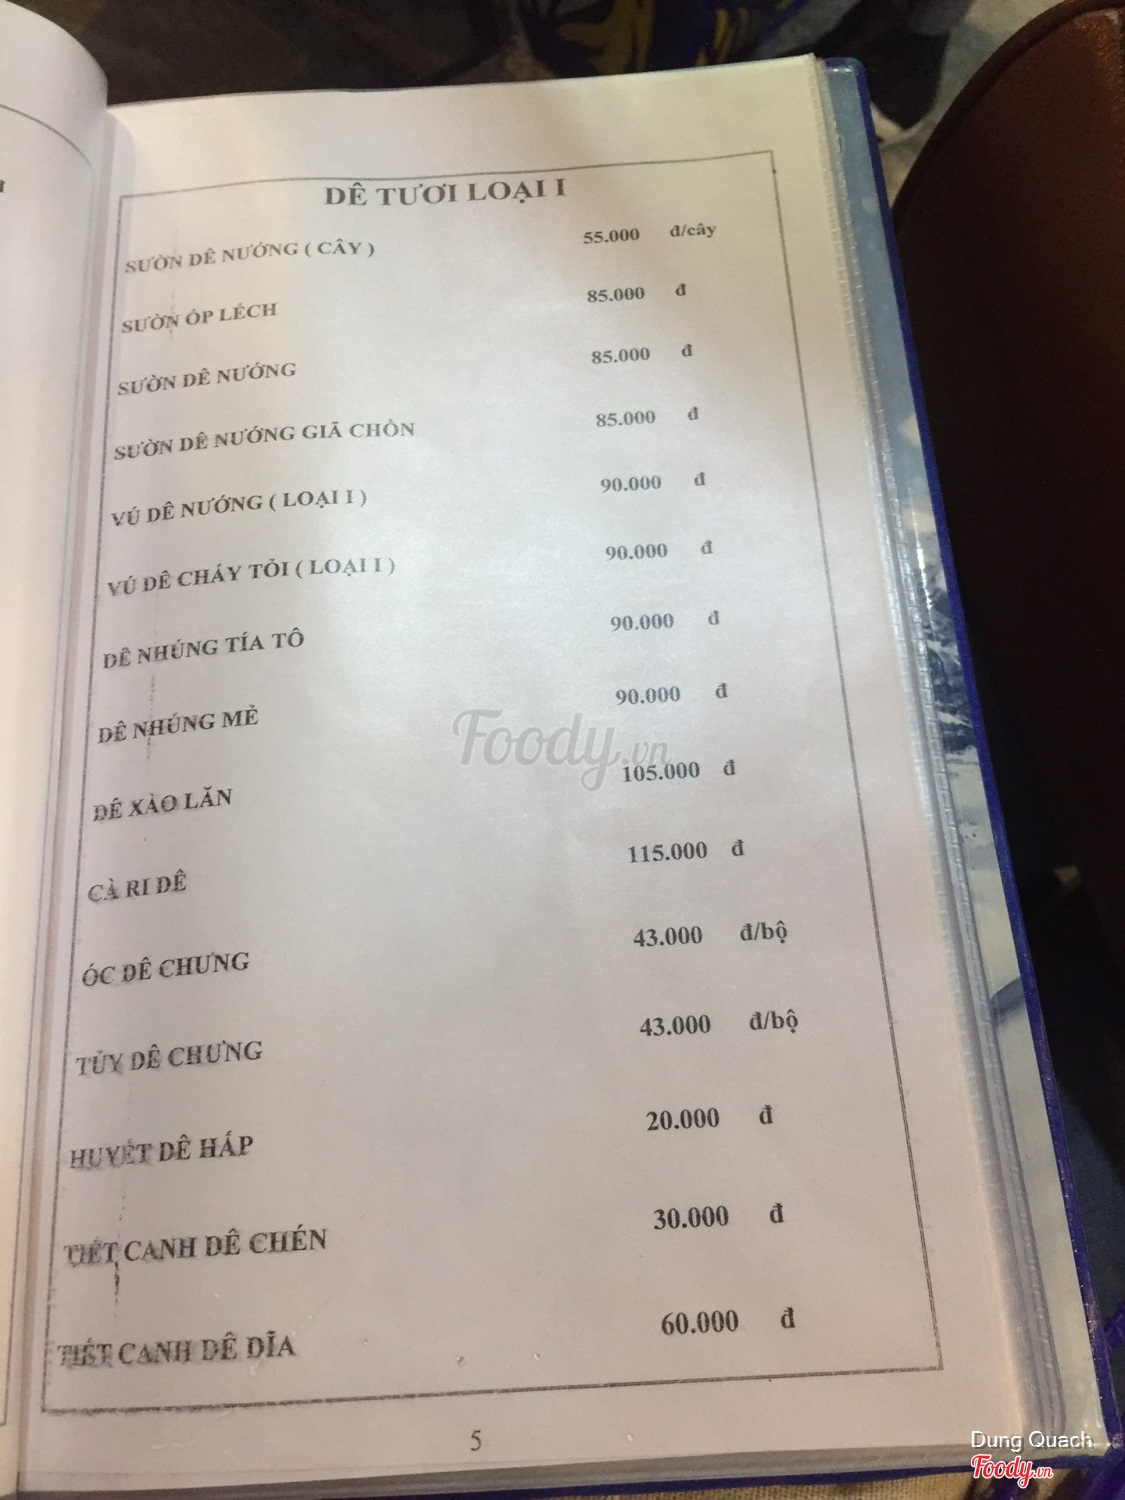 DÊ TƯƠI LOẠI I
SƯỜN DÊ NƯỚNG ( CÂY ) 55.000 đ/cây
SƯỜN ÓP LẾCH 85.000 đ
SƯỜN DÊ NƯỚNG 85.000 đ
SƯỜN DÊ NƯỚNG GIÃ CHÒN 85.000 đ
VÚ DÊ NƯỚNG ( LOẠI I ) 90.000 đ
VÚ DÊ CHÁY TỎI ( LOẠI I ) 90.000 đ
DÊ NHÚNG TÍA TÔ 90.000 đ
DÊ NHÚNG MẺ 90.000 đ
DÊ XÀO LĂN 105.000 đ
CÀ RI DÊ 115.000 đ
ÓC DÊ CHƯNG 43.000 đ/bộ
TỦY DÊ CHƯNG 43.000 đ/bộ
HUYẾT DÊ HẤP 20.000 đ
TIẾT CANH DÊ CHÉN 30.000 đ
TIẾT CANH DÊ DĨA 60.000 đ
5
Foody.vn
Dung Quach
Foody.vn